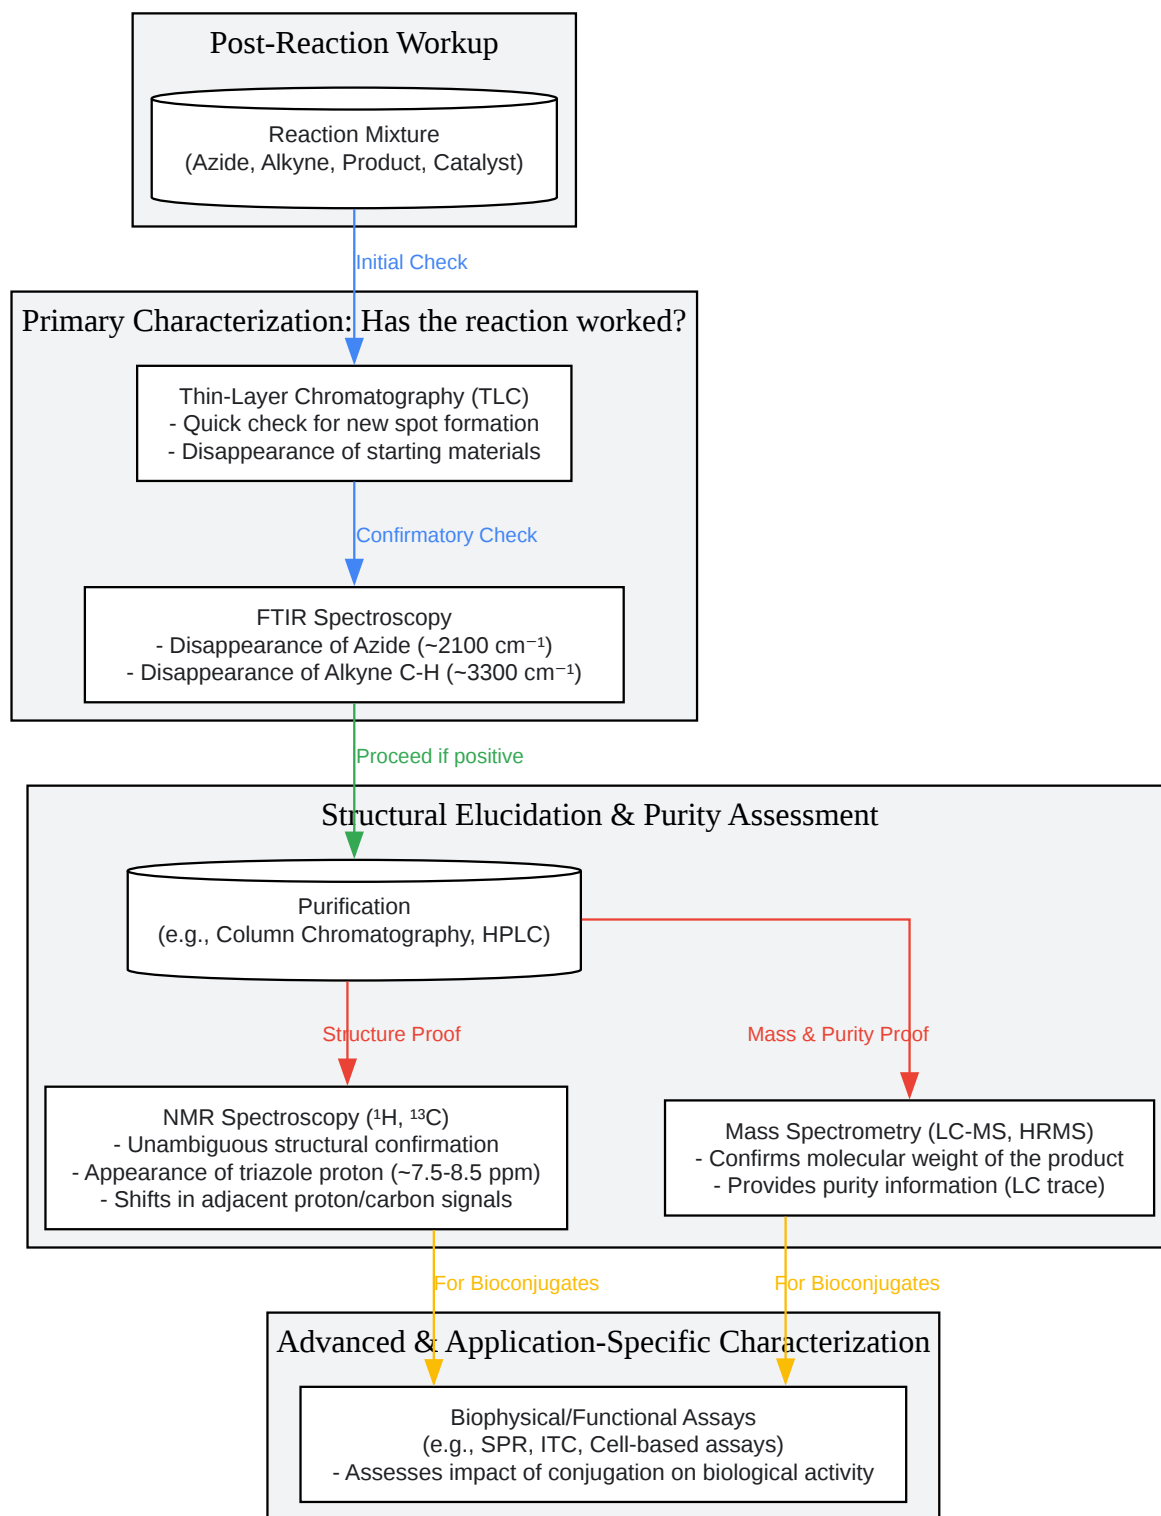 Post-Reaction Workup
Reaction Mixture
(Azide, Alkyne, Product, Catalyst)
Initial Check
Primary Characterization: Has the reaction worked?
Thin-Layer Chromatography (TLC)
- Quick check for new spot formation
- Disappearance of starting materials
Confirmatory Check
FTIR Spectroscopy
- Disappearance of Azide (~2100 cm⁻¹)
- Disappearance of Alkyne C-H (~3300 cm⁻¹)
Proceed if positive
Structural Elucidation & Purity Assessment
Purification
(e.g., Column Chromatography, HPLC)
Structure Proof
Mass & Purity Proof
NMR Spectroscopy (¹H, ¹³C)
- Unambiguous structural confirmation
- Appearance of triazole proton (~7.5-8.5 ppm)
- Shifts in adjacent proton/carbon signals
Mass Spectrometry (LC-MS, HRMS)
- Confirms molecular weight of the product
- Provides purity information (LC trace)
For Bioconjugates
For Bioconjugates
Advanced & Application-Specific Characterization
Biophysical/Functional Assays
(e.g., SPR, ITC, Cell-based assays)
- Assesses impact of conjugation on biological activity